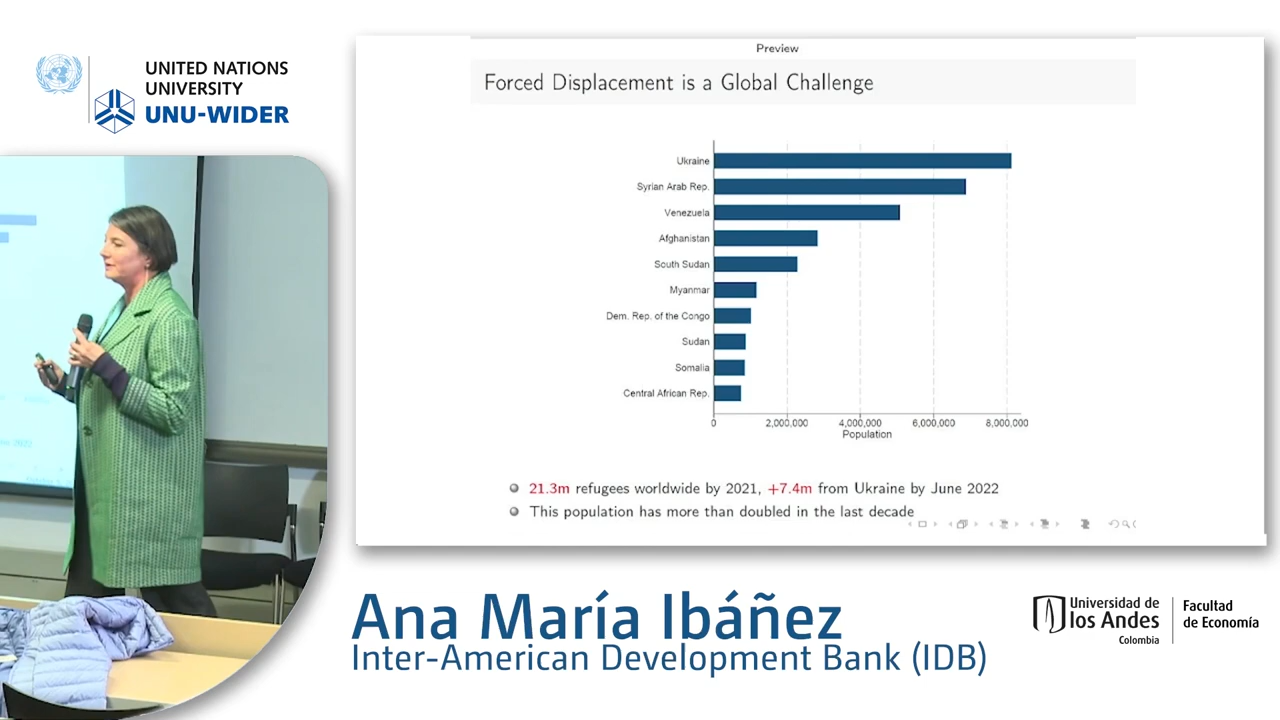 UNITED NATIONS
UNIVERSITY
UNU-WIDER
Preview
Forced Displacement is a Global Challenge
Ukraine
Syrian Arab Rep.
Venezuela
Afghanistan
South Sudan
Myanmar
Dem. Rep. of the Congo
Sudan
Somalia
Central African Rep.
0 2,000,000 4,000,000 6,000,000 8,000,000
Population
21.3m refugees worldwide by 2021, +7.4m from Ukraine by June 2022
This population has more than doubled in the last decade
Ana María Ibáñez
Inter-American Development Bank (IDB)
Universidad de
los Andes
Colombia
Facultad
de Economía